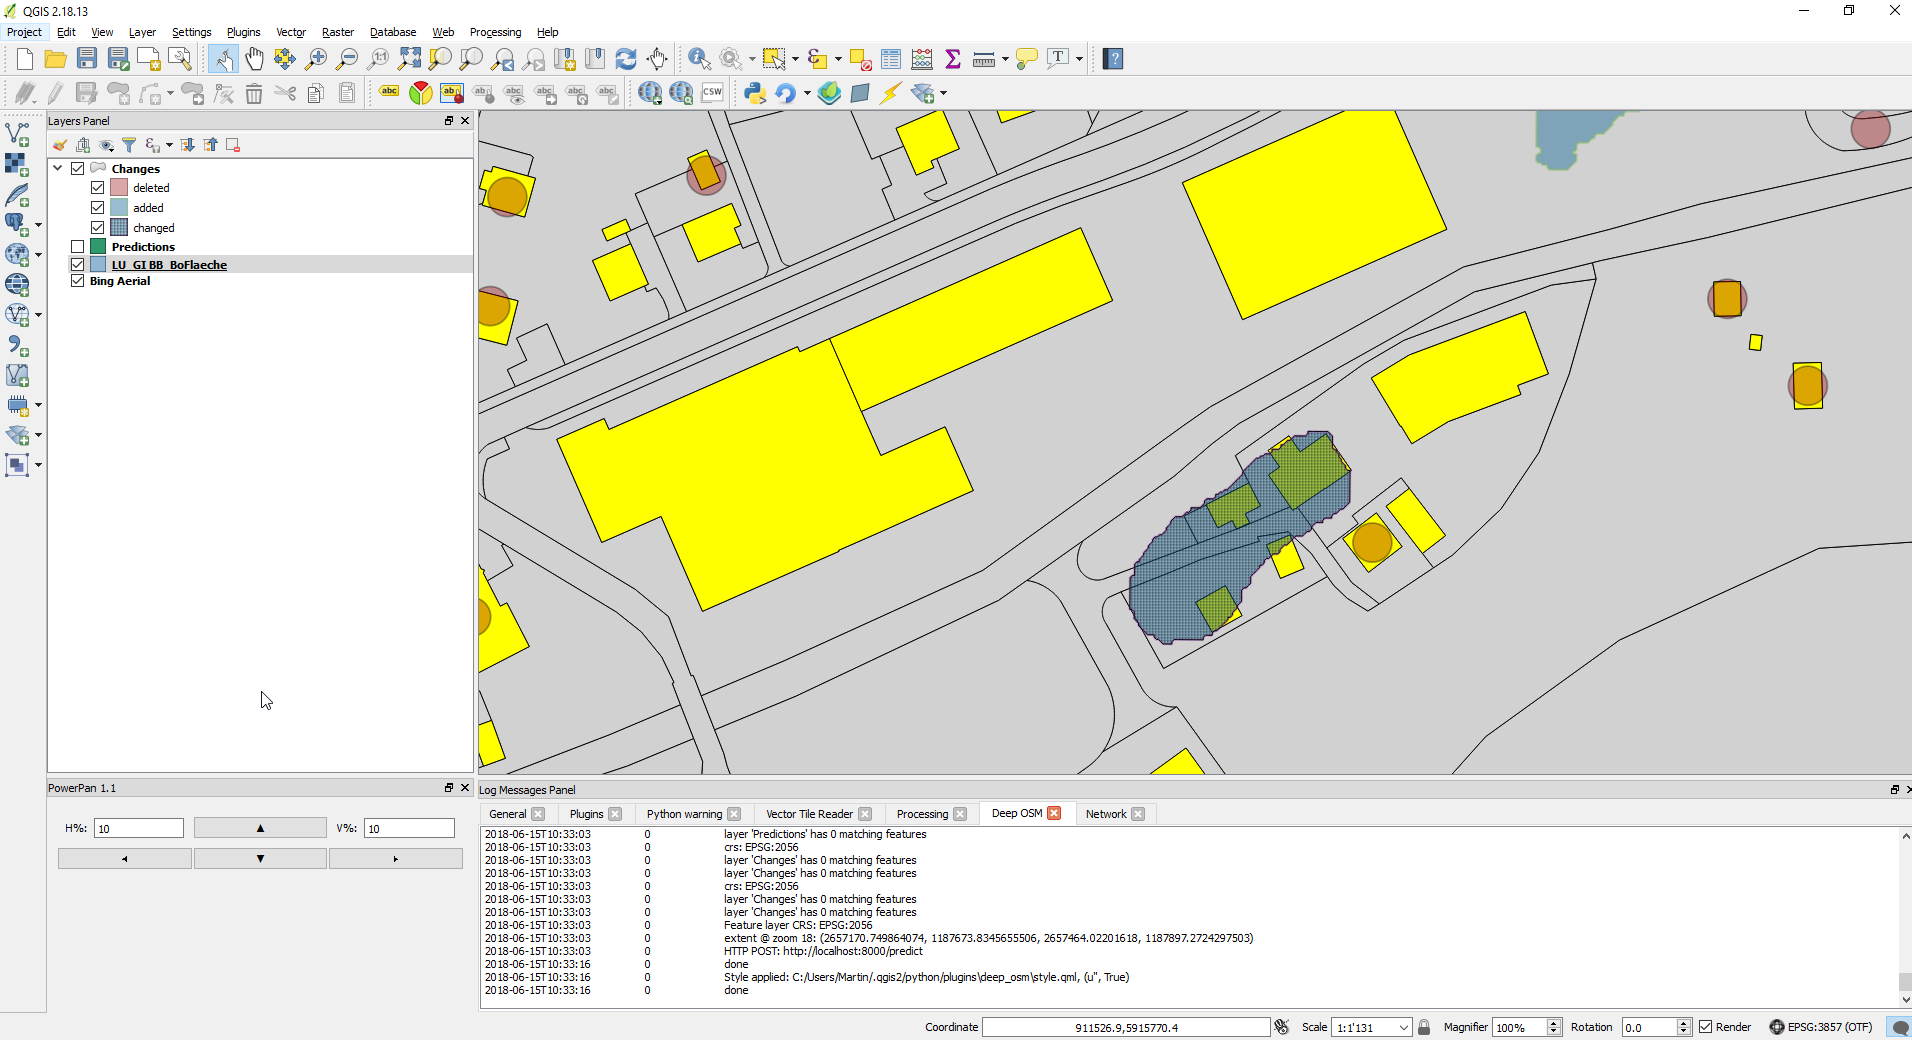 QGIS 2.18.13
Project Edit View Layer Settings Plugins Vector Raster Database Web Processing Help
Layers Panel
Changes
deleted
added
changed
Predictions
LU_GI BB_BoFlaeche
Bing Aerial
PowerPan 1.1
H%: 10 V%: 10
Log Messages Panel
General Plugins Python warning Vector Tile Reader Processing Deep OSM Network
2018-06-15T10:33:03 0 layer 'Predictions' has 0 matching features
2018-06-15T10:33:03 0 crs: EPSG:2056
2018-06-15T10:33:03 0 layer 'Changes' has 0 matching features
2018-06-15T10:33:03 0 layer 'Changes' has 0 matching features
2018-06-15T10:33:03 0 crs: EPSG:2056
2018-06-15T10:33:03 0 layer 'Changes' has 0 matching features
2018-06-15T10:33:03 0 layer 'Changes' has 0 matching features
2018-06-15T10:33:03 0 Feature layer CRS: EPSG:2056
2018-06-15T10:33:03 0 extent @ zoom 18: (2657170.749864074, 1187673.8345655506, 2657464.02201618, 1187897.2724297503)
2018-06-15T10:33:03 0 HTTP POST: http://localhost:8000/predict
2018-06-15T10:33:16 0 done
2018-06-15T10:33:16 0 Style applied: C:/Users/Martin/.qgis2/python/plugins\deep_osm\style.qml, (u'', True)
2018-06-15T10:33:16 0 done
Coordinate 911526.9,5915770.4 Scale 1:1'131 Magnifier 100% Rotation 0.0 Render EPSG:3857 (OTF)